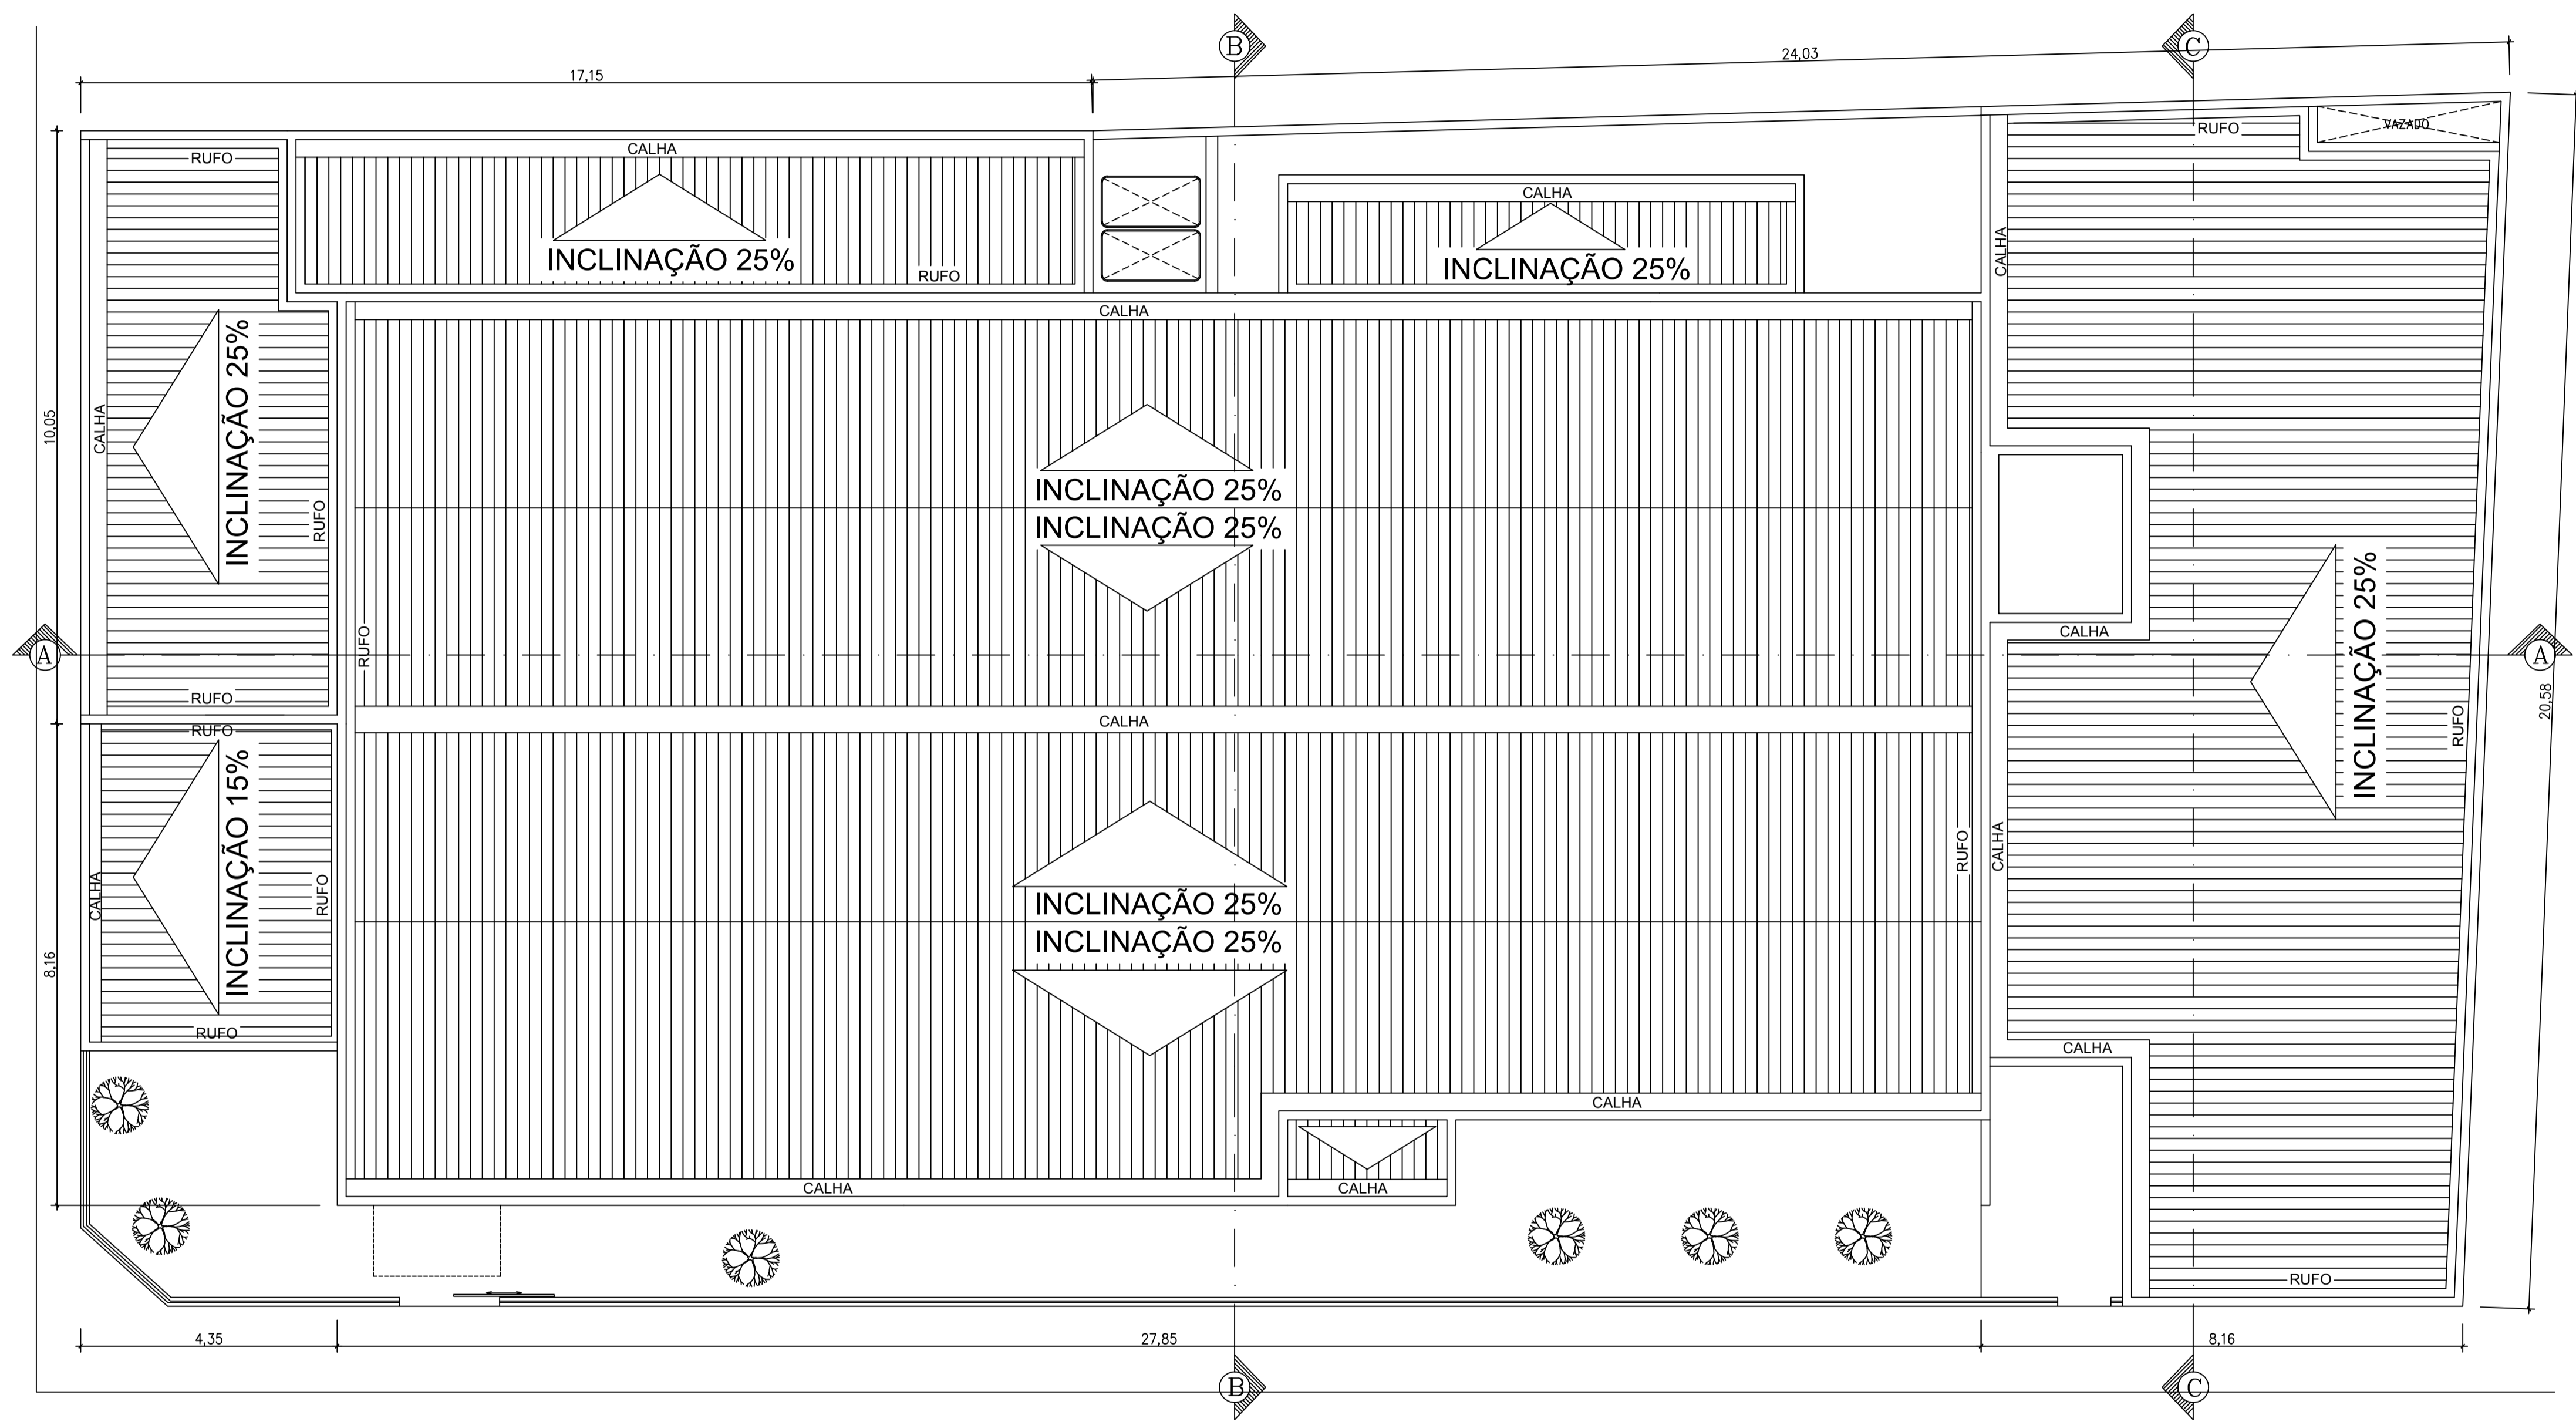 B
C
17,15
24,03
RUFO
CALHA
RUFO
VAZADO
CALHA
INCLINAÇÃO 25%
INCLINAÇÃO 25%
RUFO
CALHA
CALHA
INCLINAÇÃO 25%
CALHA
10,05
RUFO
INCLINAÇÃO 25%
INCLINAÇÃO 25%
INCLINAÇÃO 25%
RUFO
CALHA
A
A
RUFO
20,58
RUFO
RUFO
CALHA
INCLINAÇÃO 15%
CALHA
RUFO
8,16
RUFO
CALHA
INCLINAÇÃO 25%
INCLINAÇÃO 25%
RUFO
CALHA
CALHA
CALHA
CALHA
RUFO
4,35
27,85
8,16
B
C